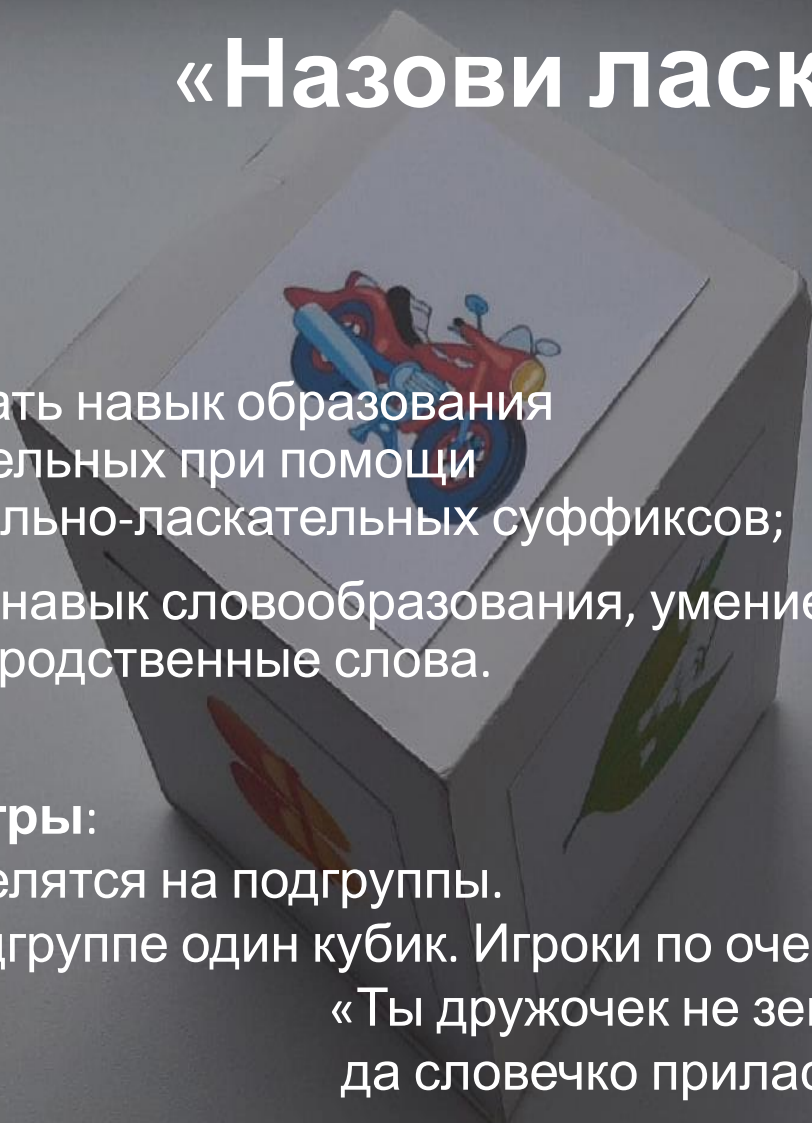 «Назови ласк
ать навык образования
ельных при помощи
льно-ласкательных суффиксов;
навык словообразования, умение
родственные слова.
гры:
елятся на подгруппы.
дгруппе один кубик. Игроки по оче
«Ты дружочек не зе
да словечко прилас